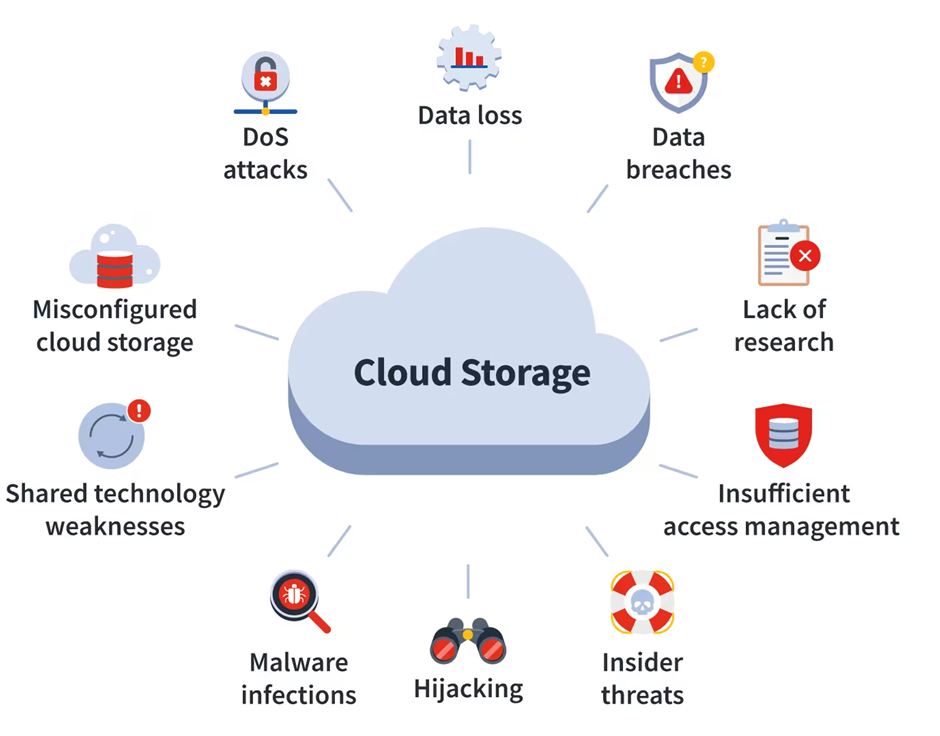 Data loss
DoS
attacks
Data
breaches
?
!
Misconfigured
cloud storage
Lack of
research
Cloud Storage
!
Shared technology
weaknesses
Insufficient
access management
Malware
infections
Hijacking
Insider
threats